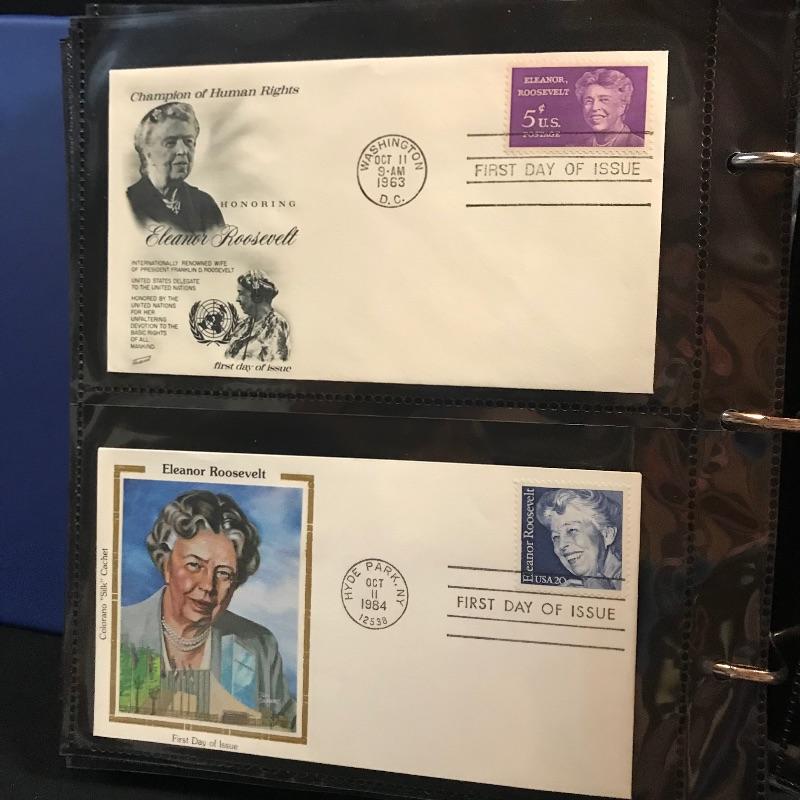 Champion of Human Rights
HONORING
Eleanor Roosevelt
INTERNATIONALLY RENOWNED WIFE
OF PRESIDENT FRANKLIN D. ROOSEVELT
UNITED STATES DELEGATE
TO THE UNITED NATIONS
HONORED BY THE
UNITED NATIONS
FOR HER
UNFALTERING
DEVOTION TO THE
BASIC RIGHTS
OF ALL
MANKIND
first day of issue
WASHINGTON
OCT 11
9-AM
1963
D.C.
ELEANOR
ROOSEVELT
5¢ U.S.
POSTAGE
FIRST DAY OF ISSUE
Eleanor Roosevelt
Colorano "Silk" Cachet
First Day of Issue
HYDE PARK, NY
OCT
11
1984
12538
Eleanor Roosevelt
USA 20
FIRST DAY OF ISSUE